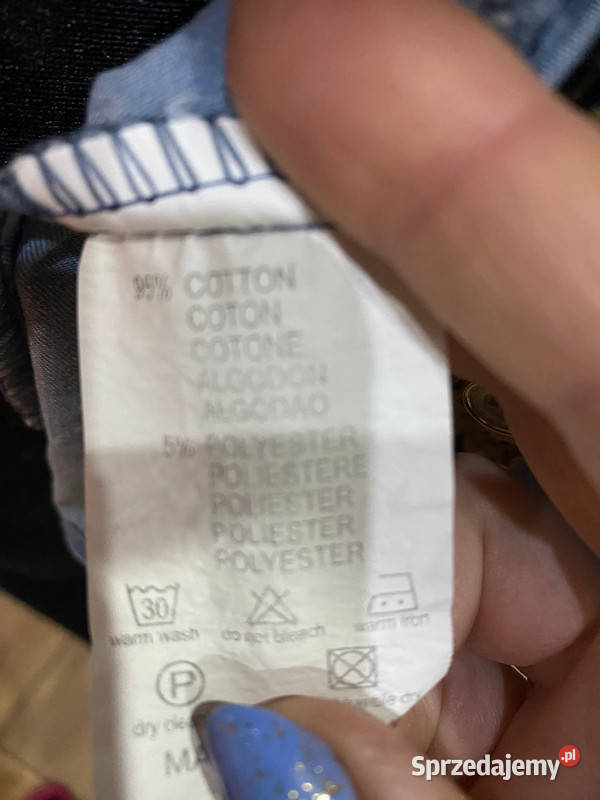 95% COTTON
COTON
COTONE
ALGODON
ALGODAO
5% POLYESTER
POLIESTERE
POLIESTER
POLIESTER
POLYESTER
30
warm wash do not bleach warm iron
P
dry
MA
Sprzedajemy.pl